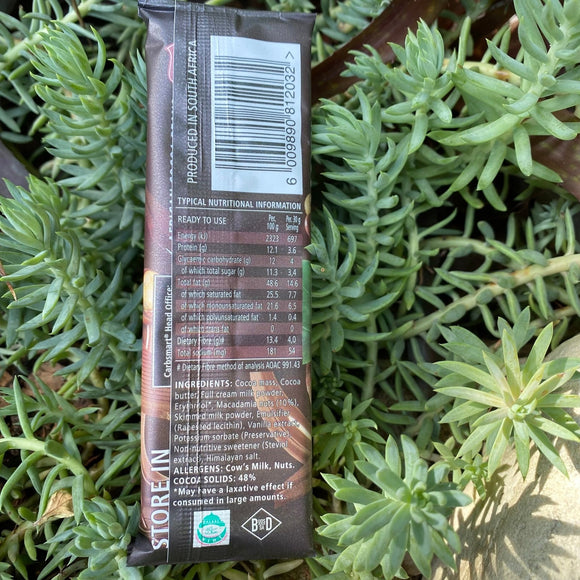 PRODUCED IN SOUTH AFRICA
6 009890 812032 >
TYPICAL NUTRITIONAL INFORMATION
READY TO USE Per 100 g Per 30 g Serving
Energy (kJ) 2323 697
Protein (g) 12.1 3.6
Glycaemic carbohydrate (g) 12 4
of which total sugar (g) 11.3 3,4
Total fat (g) 48.6 14.6
of which saturated fat 25.5 7.7
of which monounsaturated fat 21.6 6.5
of which polyunsaturated fat 1.4 0.4
of which trans fat 0 0
Dietary Fibre (g)# 13.4 4,0
Total sodium (mg) 181 54
# Dietary Fibre method of analysis AOAC 991.43
INGREDIENTS: Cocoa mass, Cocoa
butter, Full cream milk powder,
Erythritol*, Macadamia nuts (10%),
Skimmed milk powder, Emulsifier
(Rapeseed lecithin), Vanilla extract,
Potassium sorbate (Preservative),
Non-nutritive sweetener (Stevia
extract), Himalayan salt.
ALLERGENS: Cow's Milk, Nuts.
COCOA SOLIDS: 48%
*May have a laxative effect if
consumed in large amounts.
Carbsmart® Head Office:
STORE IN
B D